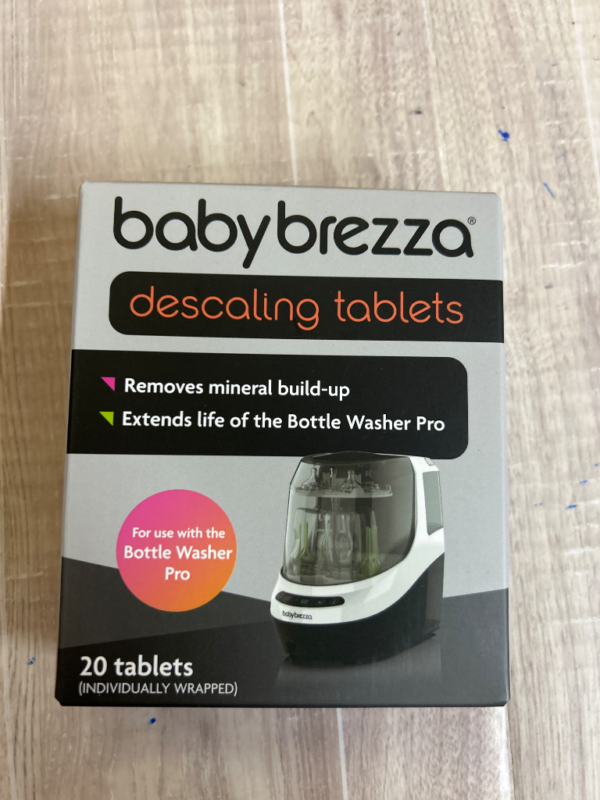 babybrezza®
descaling tablets
Removes mineral build-up
Extends life of the Bottle Washer Pro
For use with the
Bottle Washer
Pro
babybrezza
20 tablets
(INDIVIDUALLY WRAPPED)